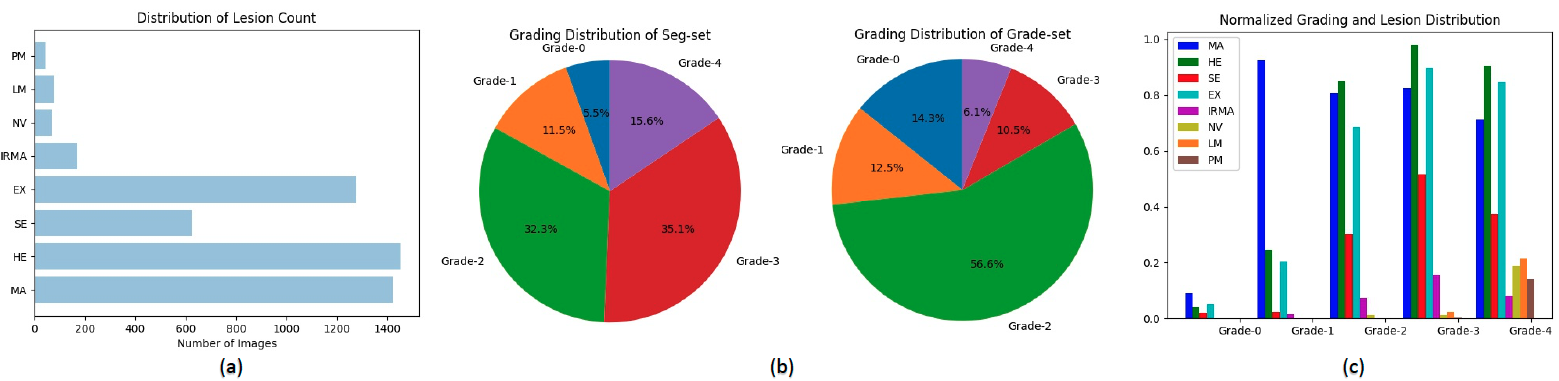 Distribution of Lesion Count
PM
LM
NV
IRMA
EX
SE
HE
MA
0 200 400 600 800 1000 1200 1400
Number of Images
(a)
Grading Distribution of Seg-set
Grade-0
Grade-1
Grade-4
5.5%
11.5%
15.6%
32.3%
35.1%
Grade-2
Grade-3
Grading Distribution of Grade-set
Grade-4
Grade-0
Grade-3
6.1%
14.3%
10.5%
Grade-1
12.5%
56.6%
Grade-2
(b)
Normalized Grading and Lesion Distribution
1.0
0.8
0.6
0.4
0.2
0.0
MA
HE
SE
EX
IRMA
NV
LM
PM
Grade-0 Grade-1 Grade-2 Grade-3 Grade-4
(c)